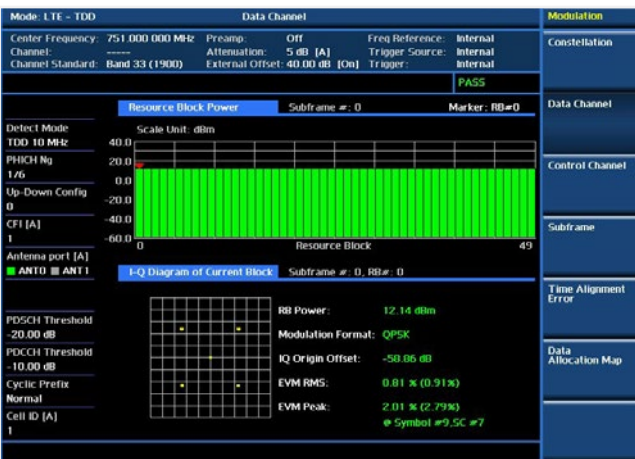 Mode: LTE - TDD
Data Channel
Modulation
Center Frequency: 751.000 000 MHz
Preamp: Off
Freq Reference: Internal
Channel: -----
Attenuation: 5 dB [A]
Trigger Source: Internal
Channel Standard: Band 33 (1900)
External Offset: 40.00 dB [On]
Trigger: Internal
PASS
Constellation
Data Channel
Control Channel
Subframe
Time Alignment
Error
Data
Allocation Map
Resource Block Power
Subframe #: 0
Marker: RB#0
Detect Mode
TDD 10 MHz
PHICH Ng
1/6
Up-Down Config
0
CFI [A]
1
Antenna port [A]
ANT0 ANT1
PDSCH Threshold
-20.00 dB
PDCCH Threshold
-10.00 dB
Cyclic Prefix
Normal
Cell ID [A]
1
Scale Unit: dBm
40.0
20.0
0.0
-20.0
-40.0
-60.0
0
Resource Block
49
I-Q Diagram of Current Block
Subframe #: 0, RB#: 0
RB Power: 12.14 dBm
Modulation Format: QPSK
IQ Origin Offset: -58.86 dB
EVM RMS: 0.81 % (0.91%)
EVM Peak: 2.01 % (2.79%)
@ Symbol #9,SC #7